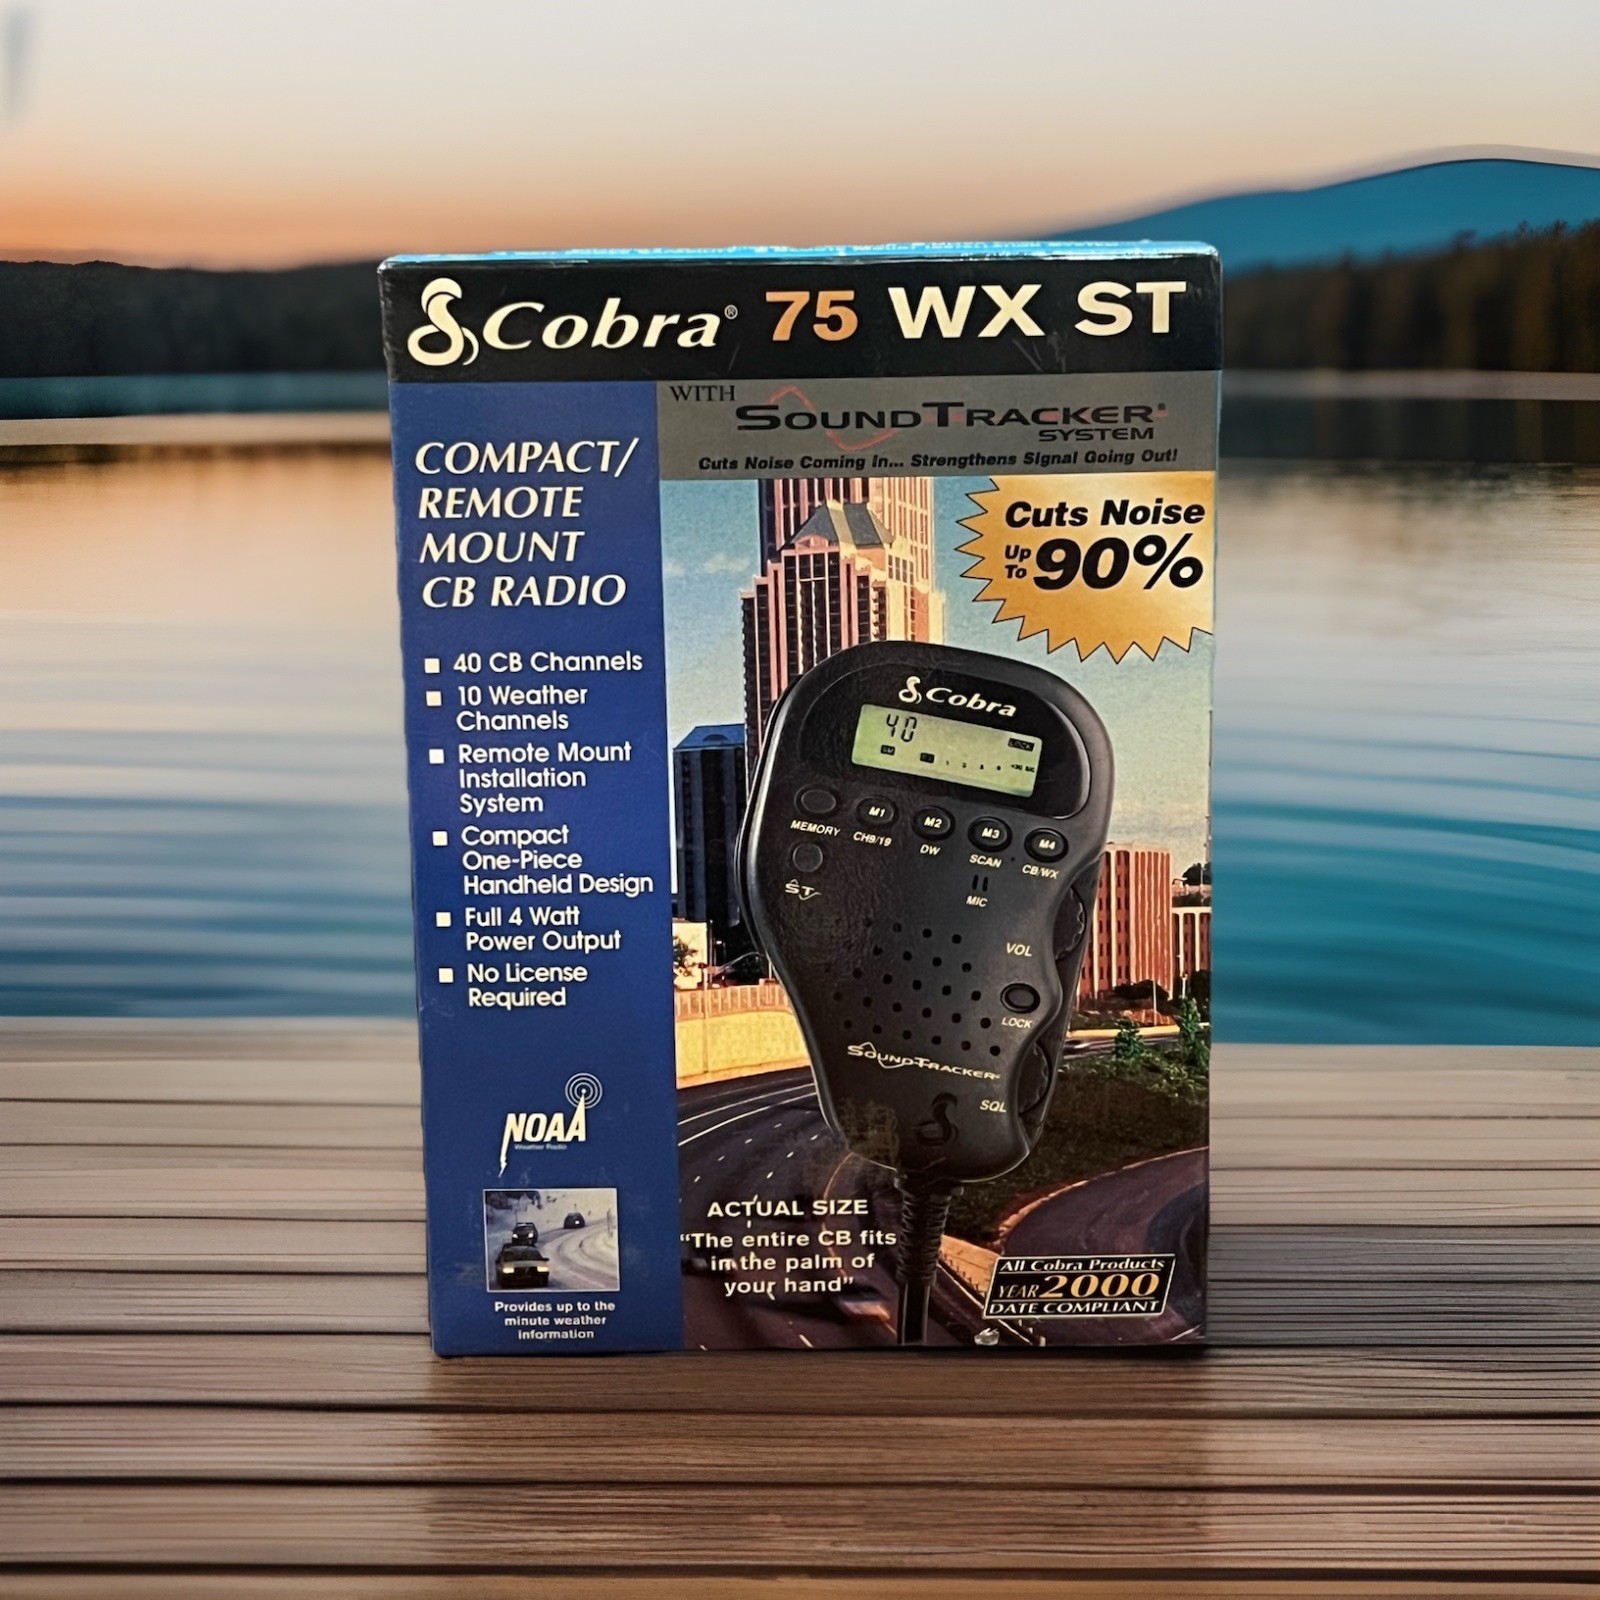 Cobra® 75 WX ST
WITH
SOUNDTRACKER®
SYSTEM
Cuts Noise Coming in... Strengthens Signal Going Out!
COMPACT/
REMOTE
MOUNT
CB RADIO
40 CB Channels
10 Weather
Channels
Remote Mount
Installation
System
Compact
One-Piece
Handheld Design
Full 4 Watt
Power Output
No License
Required
NOAA
Weather Radio
Provides up to the
minute weather
information
Cuts Noise
Up
To 90%
Cobra
40
LOCK
MEMORY
M1
M2
M3
M4
CH9/19
DW
SCAN
CB/WX
ST
MIC
VOL
LOCK
SOUNDTRACKER®
SQL
ACTUAL SIZE
"The entire CB fits
in the palm of
your hand"
All Cobra Products
YEAR 2000
DATE COMPLIANT